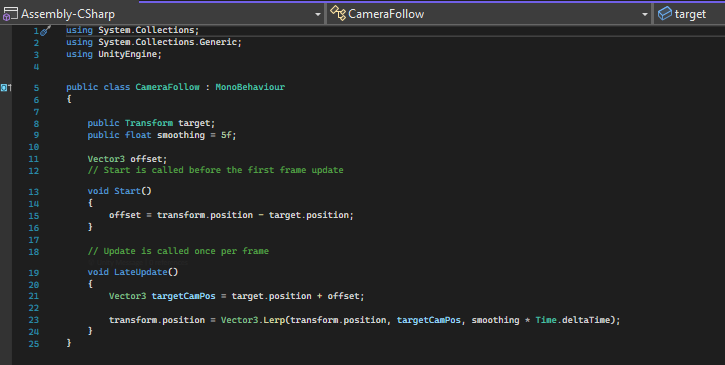 Assembly-CSharp CameraFollow target
1 using System.Collections;
2 using System.Collections.Generic;
3 using UnityEngine;
4
5 public class CameraFollow : MonoBehaviour
6 {
7
8 public Transform target;
9 public float smoothing = 5f;
10
11 Vector3 offset;
12 // Start is called before the first frame update
13 void Start()
14 {
15 offset = transform.position - target.position;
16 }
17
18 // Update is called once per frame
19 void LateUpdate()
20 {
21 Vector3 targetCamPos = target.position + offset;
22
23 transform.position = Vector3.Lerp(transform.position, targetCamPos, smoothing * Time.deltaTime);
24 }
25 }